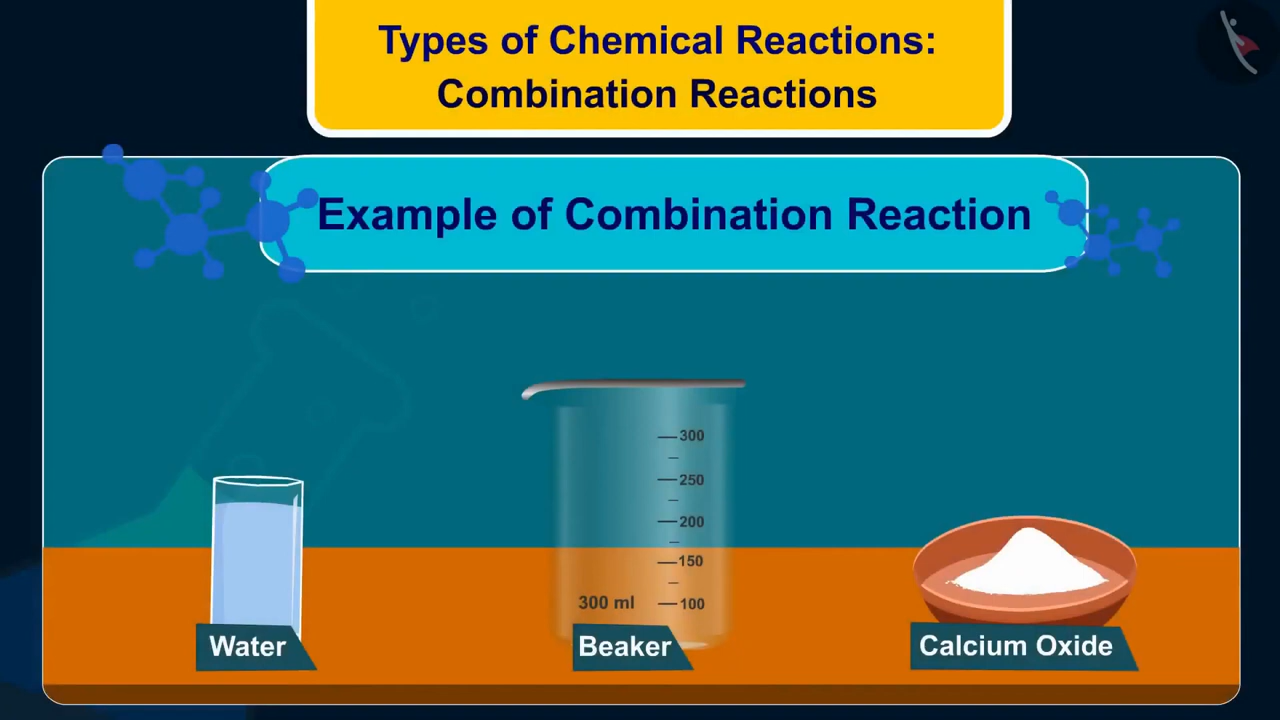 Types of Chemical Reactions:
Combination Reactions
Example of Combination Reaction
300
250
200
150
300 ml
100
Water
Beaker
Calcium Oxide